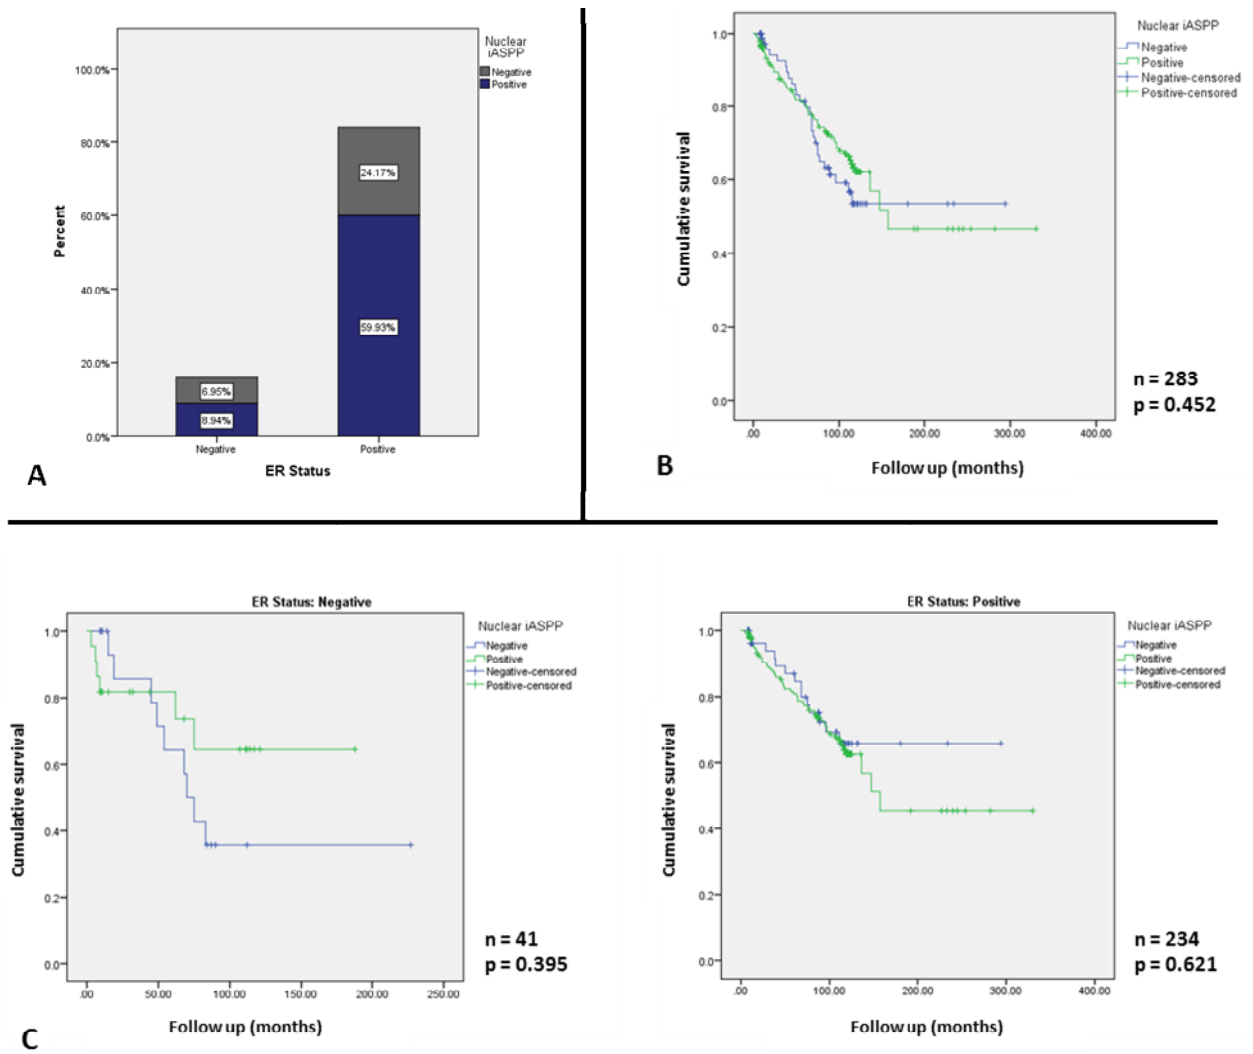 Nuclear
iASPP
Negative
Positive
100.0%
80.0%
60.0%
40.0%
20.0%
0.0%
24.17%
59.93%
6.95%
8.94%
Percent
Negative
Positive
ER Status
A
Nuclear iASPP
Negative
Positive
Negative-censored
Positive-censored
1.0
0.8
0.6
0.4
0.2
0.0
Cumulative survival
.00
100.00
200.00
300.00
400.00
Follow up (months)
n = 283
p = 0.452
B
ER Status: Negative
Nuclear iASPP
Negative
Positive
Negative-censored
Positive-censored
1.0
0.8
0.6
0.4
0.2
0.0
Cumulative survival
.00
50.00
100.00
150.00
200.00
250.00
Follow up (months)
n = 41
p = 0.395
C
ER Status: Positive
Nuclear iASPP
Negative
Positive
Negative-censored
Positive-censored
1.0
0.8
0.6
0.4
0.2
0.0
Cumulative survival
.00
100.00
200.00
300.00
400.00
Follow up (months)
n = 234
p = 0.621